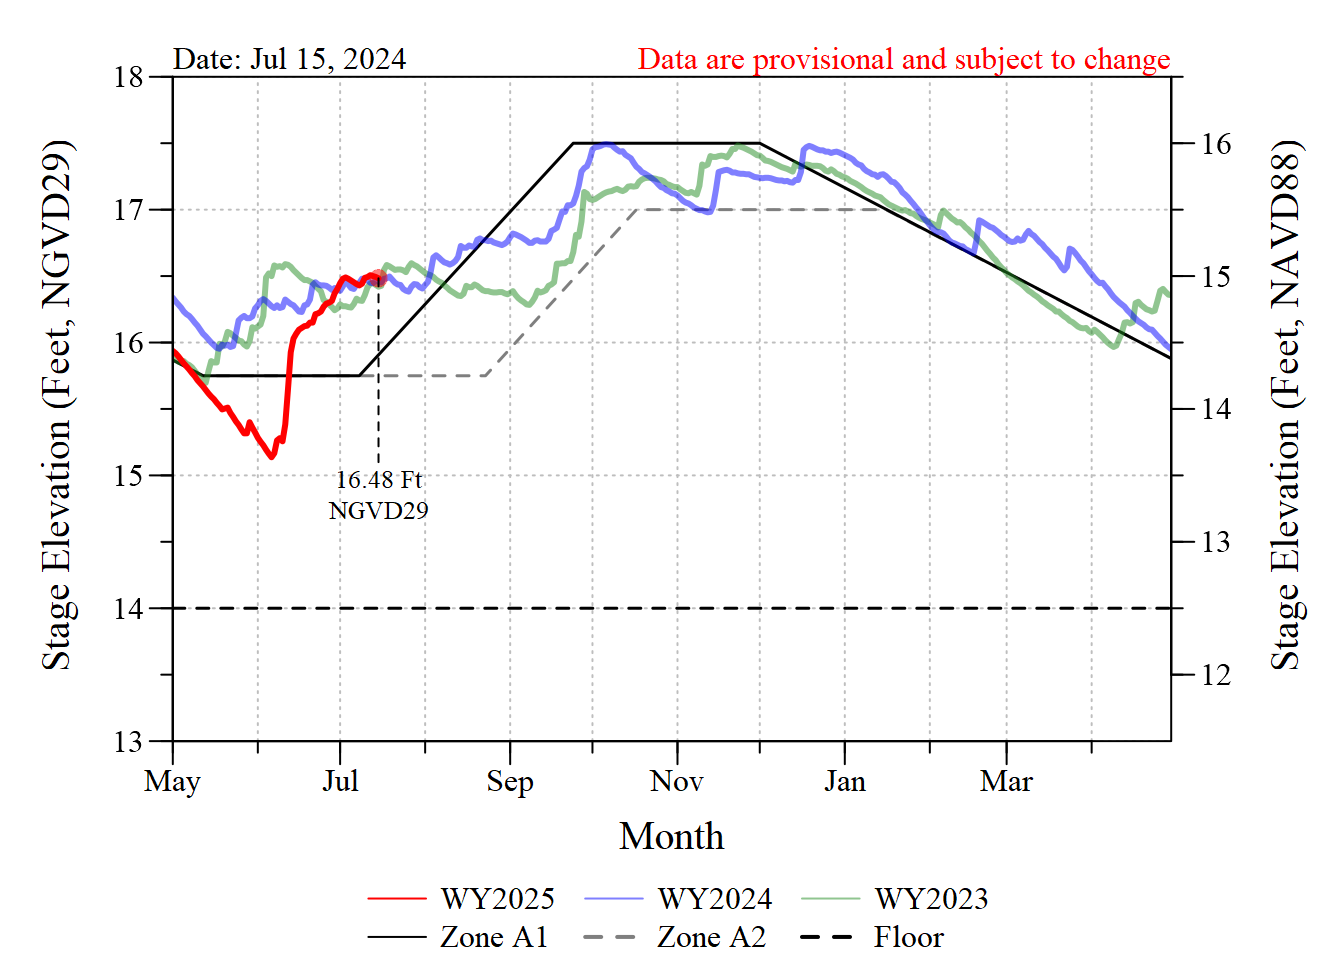 Date: Jul 15, 2024
Data are provisional and subject to change
Stage Elevation (Feet, NGVD29)
18
17
16
15
14
13
16.48 Ft
NGVD29
16
15
14
13
12
Stage Elevation (Feet, NAVD88)
May Jul Sep Nov Jan Mar
Month
WY2025 WY2024 WY2023
Zone A1 Zone A2 Floor